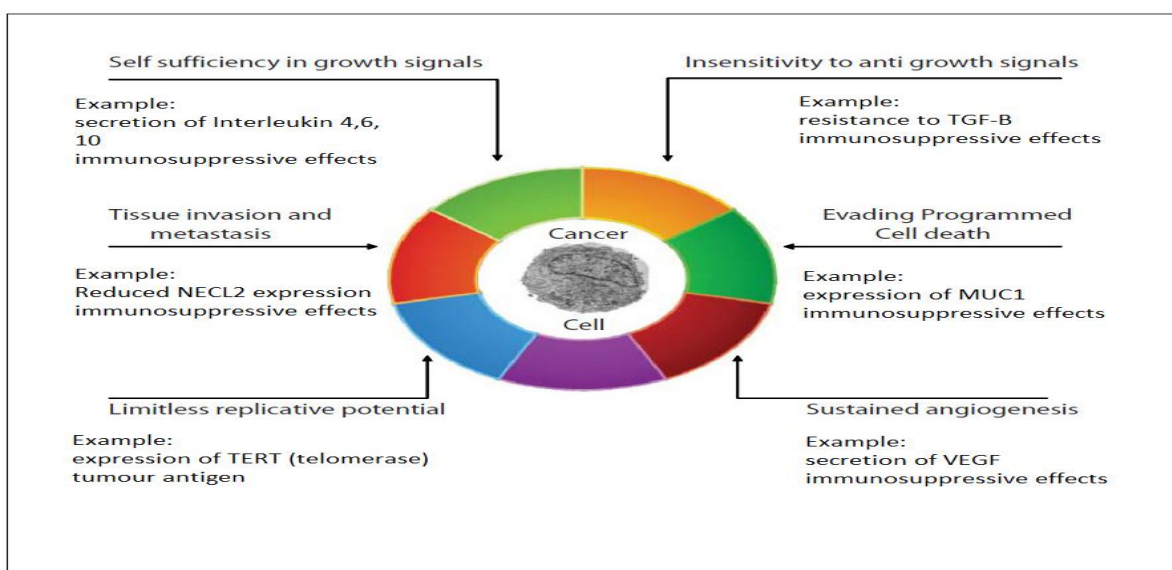 Self sufficiency in growth signals
Example:
secretion of Interleukin 4,6,
10
immunosuppressive effects
Insensitivity to anti growth signals
Example:
resistance to TGF-B
immunosuppressive effects
Tissue invasion and
metastasis
Example:
Reduced NECL2 expression
immunosuppressive effects
Cancer
Cell
Evading Programmed
Cell death
Example:
expression of MUC1
immunosuppressive effects
Limitless replicative potential
Example:
expression of TERT (telomerase)
tumour antigen
Sustained angiogenesis
Example:
secretion of VEGF
immunosuppressive effects